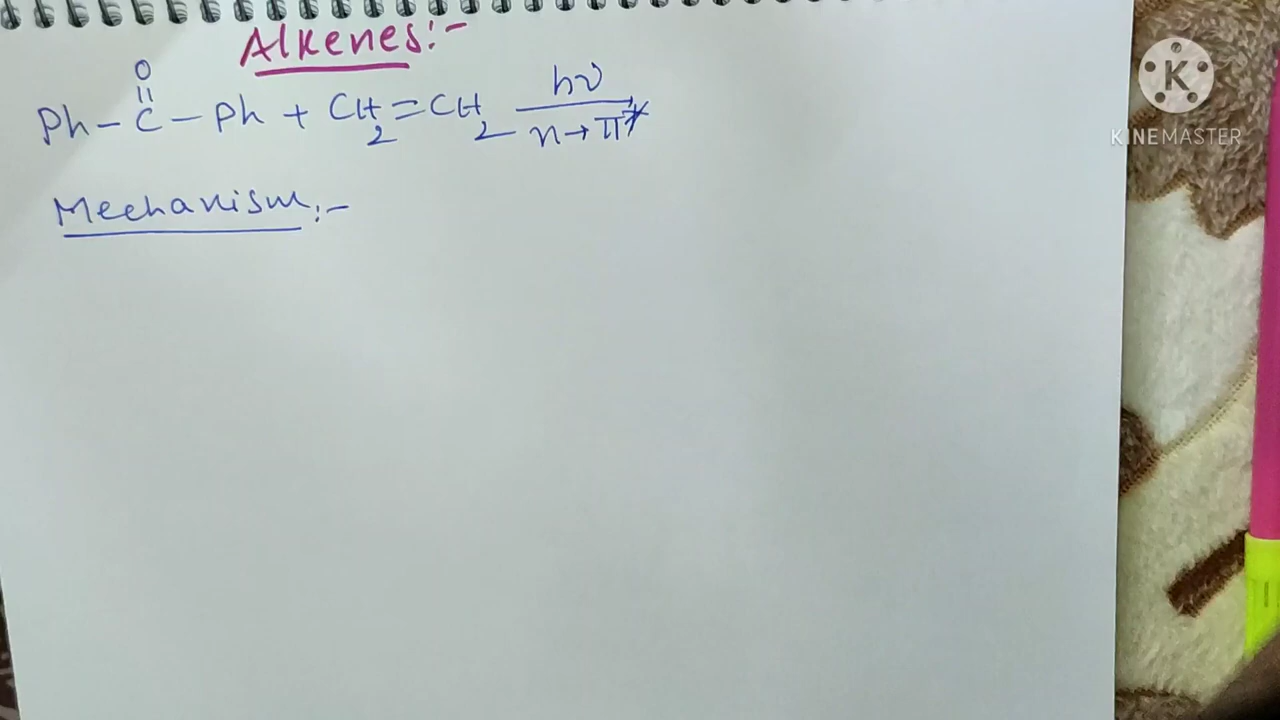 Alkenes:-
O
||
Ph-C-Ph + CH₂=CH₂ hν
n→π*
Mechanism:-
K
KINEMASTER